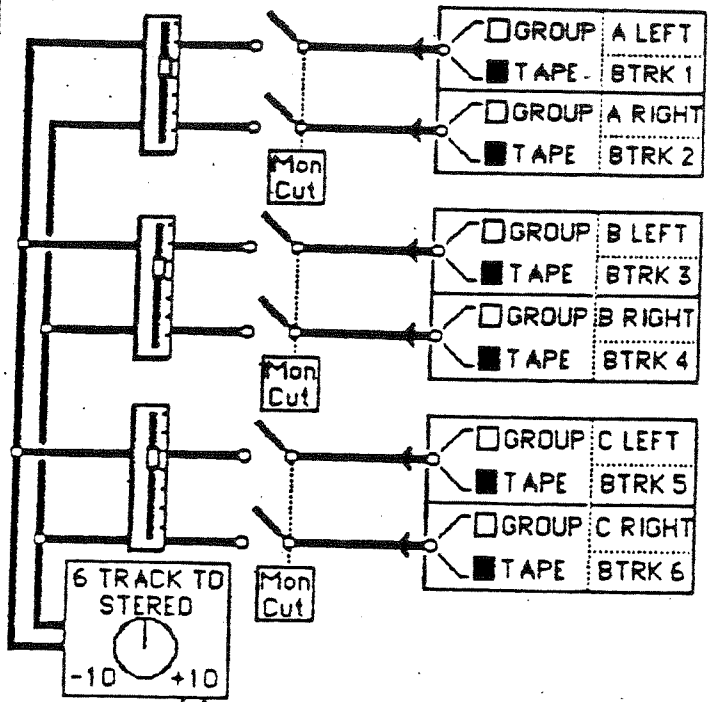 GROUP A LEFT
TAPE BTRK 1
GROUP A RIGHT
TAPE BTRK 2
Mon
Cut
GROUP B LEFT
TAPE BTRK 3
GROUP B RIGHT
TAPE BTRK 4
Mon
Cut
GROUP C LEFT
TAPE BTRK 5
GROUP C RIGHT
TAPE BTRK 6
Mon
Cut
6 TRACK TO
STEREO
-10 +10